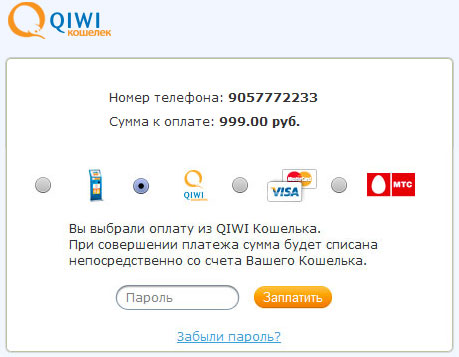 QIWI
кошелек
Номер телефона: 9057772233
Сумма к оплате: 999.00 руб.
QIWI MasterCard VISA МТС
Вы выбрали оплату из QIWI Кошелька.
При совершении платежа сумма будет списана
непосредственно со счета Вашего Кошелька.
Пароль Заплатить
Забыли пароль?